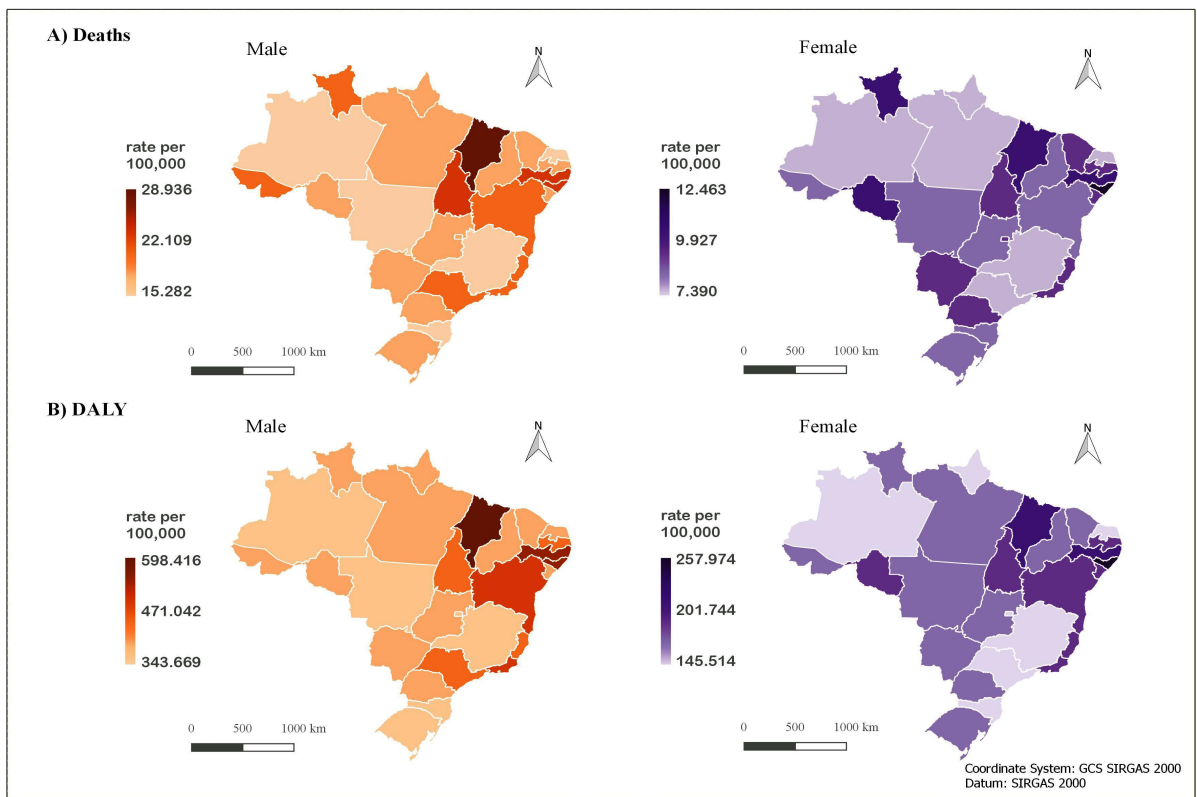 A) Deaths
Male
N
rate per
100,000
28.936
22.109
15.282
0 500 1000 km
Female
N
rate per
100,000
12.463
9.927
7.390
0 500 1000 km
B) DALY
Male
N
rate per
100,000
598.416
471.042
343.669
0 500 1000 km
Female
N
rate per
100,000
257.974
201.744
145.514
0 500 1000 km
Coordinate System: GCS SIRGAS 2000
Datum: SIRGAS 2000